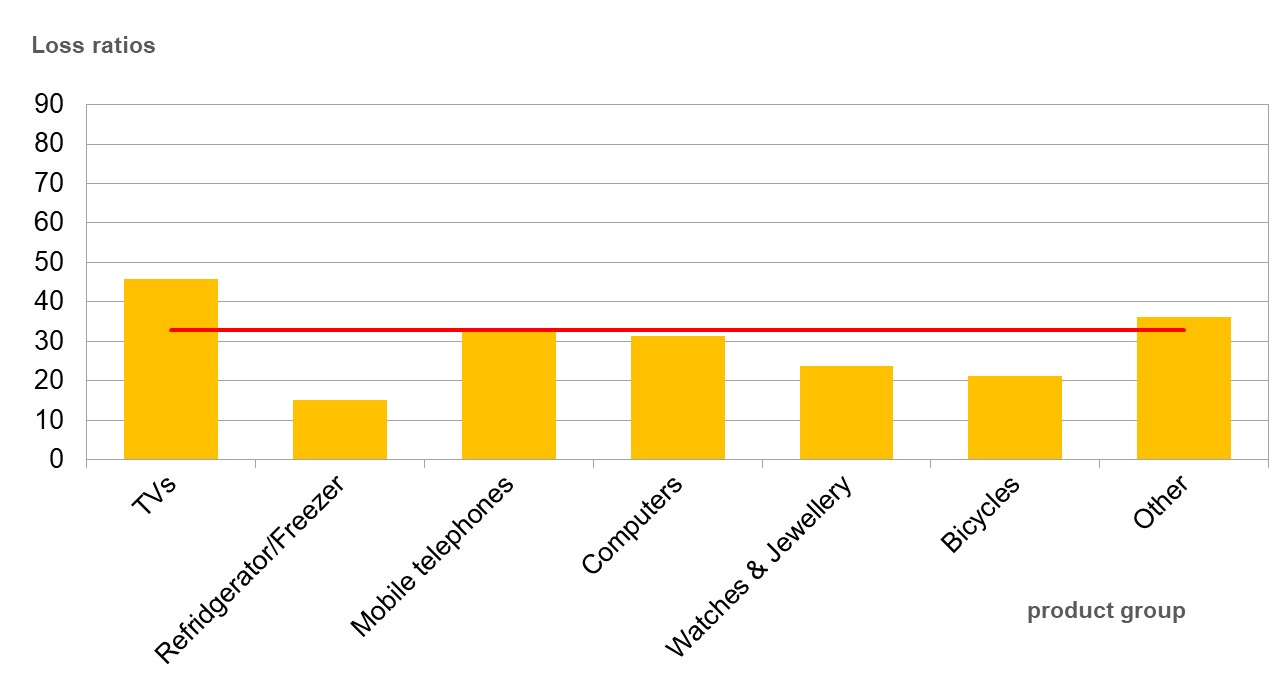 Loss ratios
90
80
70
60
50
40
30
20
10
0
TVs
Refridgerator/Freezer
Mobile telephones
Computers
Watches & Jewellery
Bicycles
Other
product group